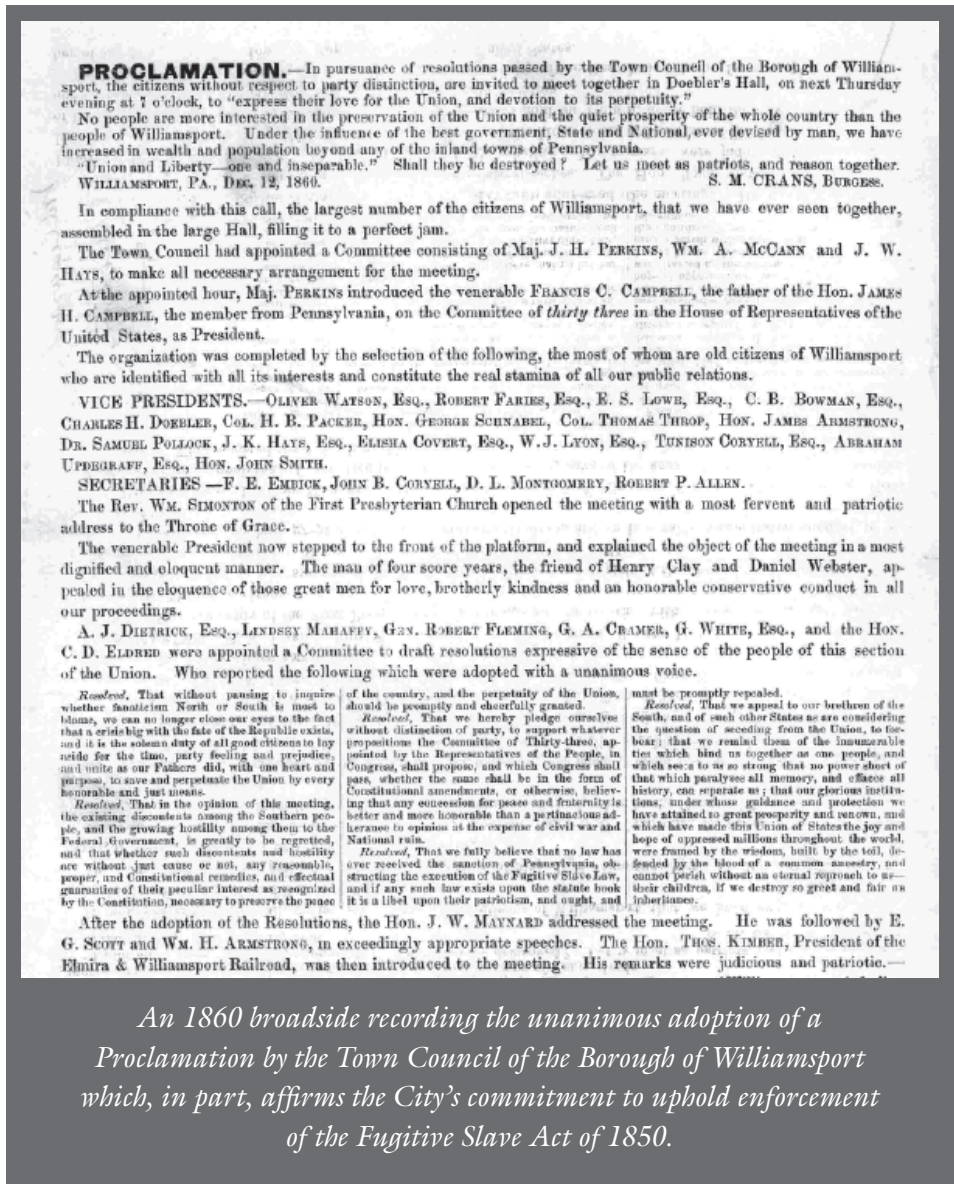 PROCLAMATION.—In pursuance of resolutions passed by the Town Council of the Borough of William-
sport, the citizens without respect to party distinction, are invited to meet together in Doebler's Hall, on next Thursday
evening at 7 o'clock, to "express their love for the Union, and devotion to its perpetuity."
No people are more interested in the preservation of the Union and the quiet prosperity of the whole country than the
people of Williamsport. Under the influence of the best government, State and National, ever devised by man, we have
increased in wealth and population beyond any of the inland towns of Pennsylvania.
"Union and Liberty—one and inseparable." Shall they be destroyed? Let us meet as patriots, and reason together.
WILLIAMSPORT, PA., DEC. 12, 1860. S. M. CRANS, BURGESS.
In compliance with this call, the largest number of the citizens of Williamsport, that we have ever seen together,
assembled in the large Hall, filling it to a perfect jam.
The Town Council had appointed a Committee consisting of Maj. J. H. PERKINS, WM. A. MCCANN and J. W.
HAYS, to make all necessary arrangement for the meeting.
At the appointed hour, Maj. PERKINS introduced the venerable FRANCIS C. CAMPBELL, the father of the Hon. JAMES
H. CAMPBELL, the member from Pennsylvania, on the Committee of thirty three in the House of Representatives of the
United States, as President.
The organization was completed by the selection of the following, the most of whom are old citizens of Williamsport
who are identified with all its interests and constitute the real stamina of all our public relations.
VICE PRESIDENTS.—OLIVER WATSON, ESQ., ROBERT FARIES, ESQ., E. S. LOWE, ESQ., C. B. BOWMAN, ESQ.,
CHARLES H. DOEBLER, COL. H. B. PACKER, HON. GEORGE SCHNABEL, COL. THOMAS THROP, HON. JAMES ARMSTRONG,
DR. SAMUEL POLLOCK, J. K. HAYS, ESQ., ELISHA COVERT, ESQ., W. J. LYON, ESQ., TUNISON CORYELL, ESQ., ABRAHAM
UPDEGRAFF, ESQ., HON. JOHN SMITH.
SECRETARIES —F. E. EMBICK, JOHN B. CORYELL, D. L. MONTGOMERY, ROBERT P. ALLEN.
The Rev. WM. SIMONTON of the First Presbyterian Church opened the meeting with a most fervent and patriotic
address to the Throne of Grace.
The venerable President now stepped to the front of the platform, and explained the object of the meeting in a most
dignified and eloquent manner. The man of four score years, the friend of Henry Clay and Daniel Webster, ap-
pealed in the eloquence of those great men for love, brotherly kindness and an honorable conservative conduct in all
our proceedings.
A. J. DIETRICK, ESQ., LINDSEY MAHAFFY, GEN. ROBERT FLEMING, G. A. CRAMER, G. WHITE, ESQ., and the HON.
C. D. ELDRED were appointed a Committee to draft resolutions expressive of the sense of the people of this section
of the Union. Who reported the following which were adopted with a unanimous voice.
Resolved, That without pausing to inquire
whether fanaticism North or South is most to
blame, we can no longer close our eyes to the fact
that a crisis big with the fate of the Republic exists,
and it is the solemn duty of all good citizens to lay
aside for the time, party feeling and prejudice,
and unite as our Fathers did, with one heart and
purpose, to save and perpetuate the Union by every
honorable and just means.
Resolved, That in the opinion of this meeting,
the existing discontents among the Southern peo-
ple, and the growing hostility among them to the
Federal Government, is greatly to be regretted,
and that whether such discontents and hostility
are without just cause or not, any reasonable,
proper, and Constitutional remedies, and effectual
guaranties of their peculiar interest as recognized
by the Constitution, necessary to preserve the peace
of the country, and the perpetuity of the Union,
should be promptly and cheerfully granted.
Resolved, That we hereby pledge ourselves
without distinction of party, to support whatever
propositions the Committee of Thirty-three, ap-
pointed by the Representatives of the People, in
Congress, shall propose, and which Congress shall
pass, whether the same shall be in the form of
Constitutional amendments, or otherwise, believ-
ing that any concession for peace and fraternity is
better and more honorable than a pertinacious ad-
herance to opinion at the expense of civil war and
National ruin.
Resolved, That we fully believe that no law has
ever received the sanction of Pennsylvania, ob-
structing the execution of the Fugitive Slave Law,
and if any such law exists upon the statute book
it is a libel upon their patriotism, and ought, and
must be promptly repealed.
Resolved, That we appeal to our brethren of the
South, and of such other States as are considering
the question of seceding from the Union, to for-
bear; that we remind them of the innumerable
ties which bind us together as one people, and
which seem to us so strong that no power short of
that which paralyses all memory, and effaces all
history, can separate us; that our glorious institu-
tions, under whose guidance and protection we
have attained so great prosperity and renown, and
which have made this Union of States the joy and
hope of oppressed millions throughout the world,
were framed by the wisdom, built by the toil, de-
fended by the blood of a common ancestry, and
cannot perish without an eternal reproach to us—
their children, if we destroy so great and fair an
inheritance.
After the adoption of the Resolutions, the Hon. J. W. MAYNARD addressed the meeting. He was followed by E.
G. SCOTT and WM. H. ARMSTRONG, in exceedingly appropriate speeches. The Hon. THOS. KIMBER, President of the
Elmira & Williamsport Railroad, was then introduced to the meeting. His remarks were judicious and patriotic.—
An 1860 broadside recording the unanimous adoption of a
Proclamation by the Town Council of the Borough of Williamsport
which, in part, affirms the City's commitment to uphold enforcement
of the Fugitive Slave Act of 1850.